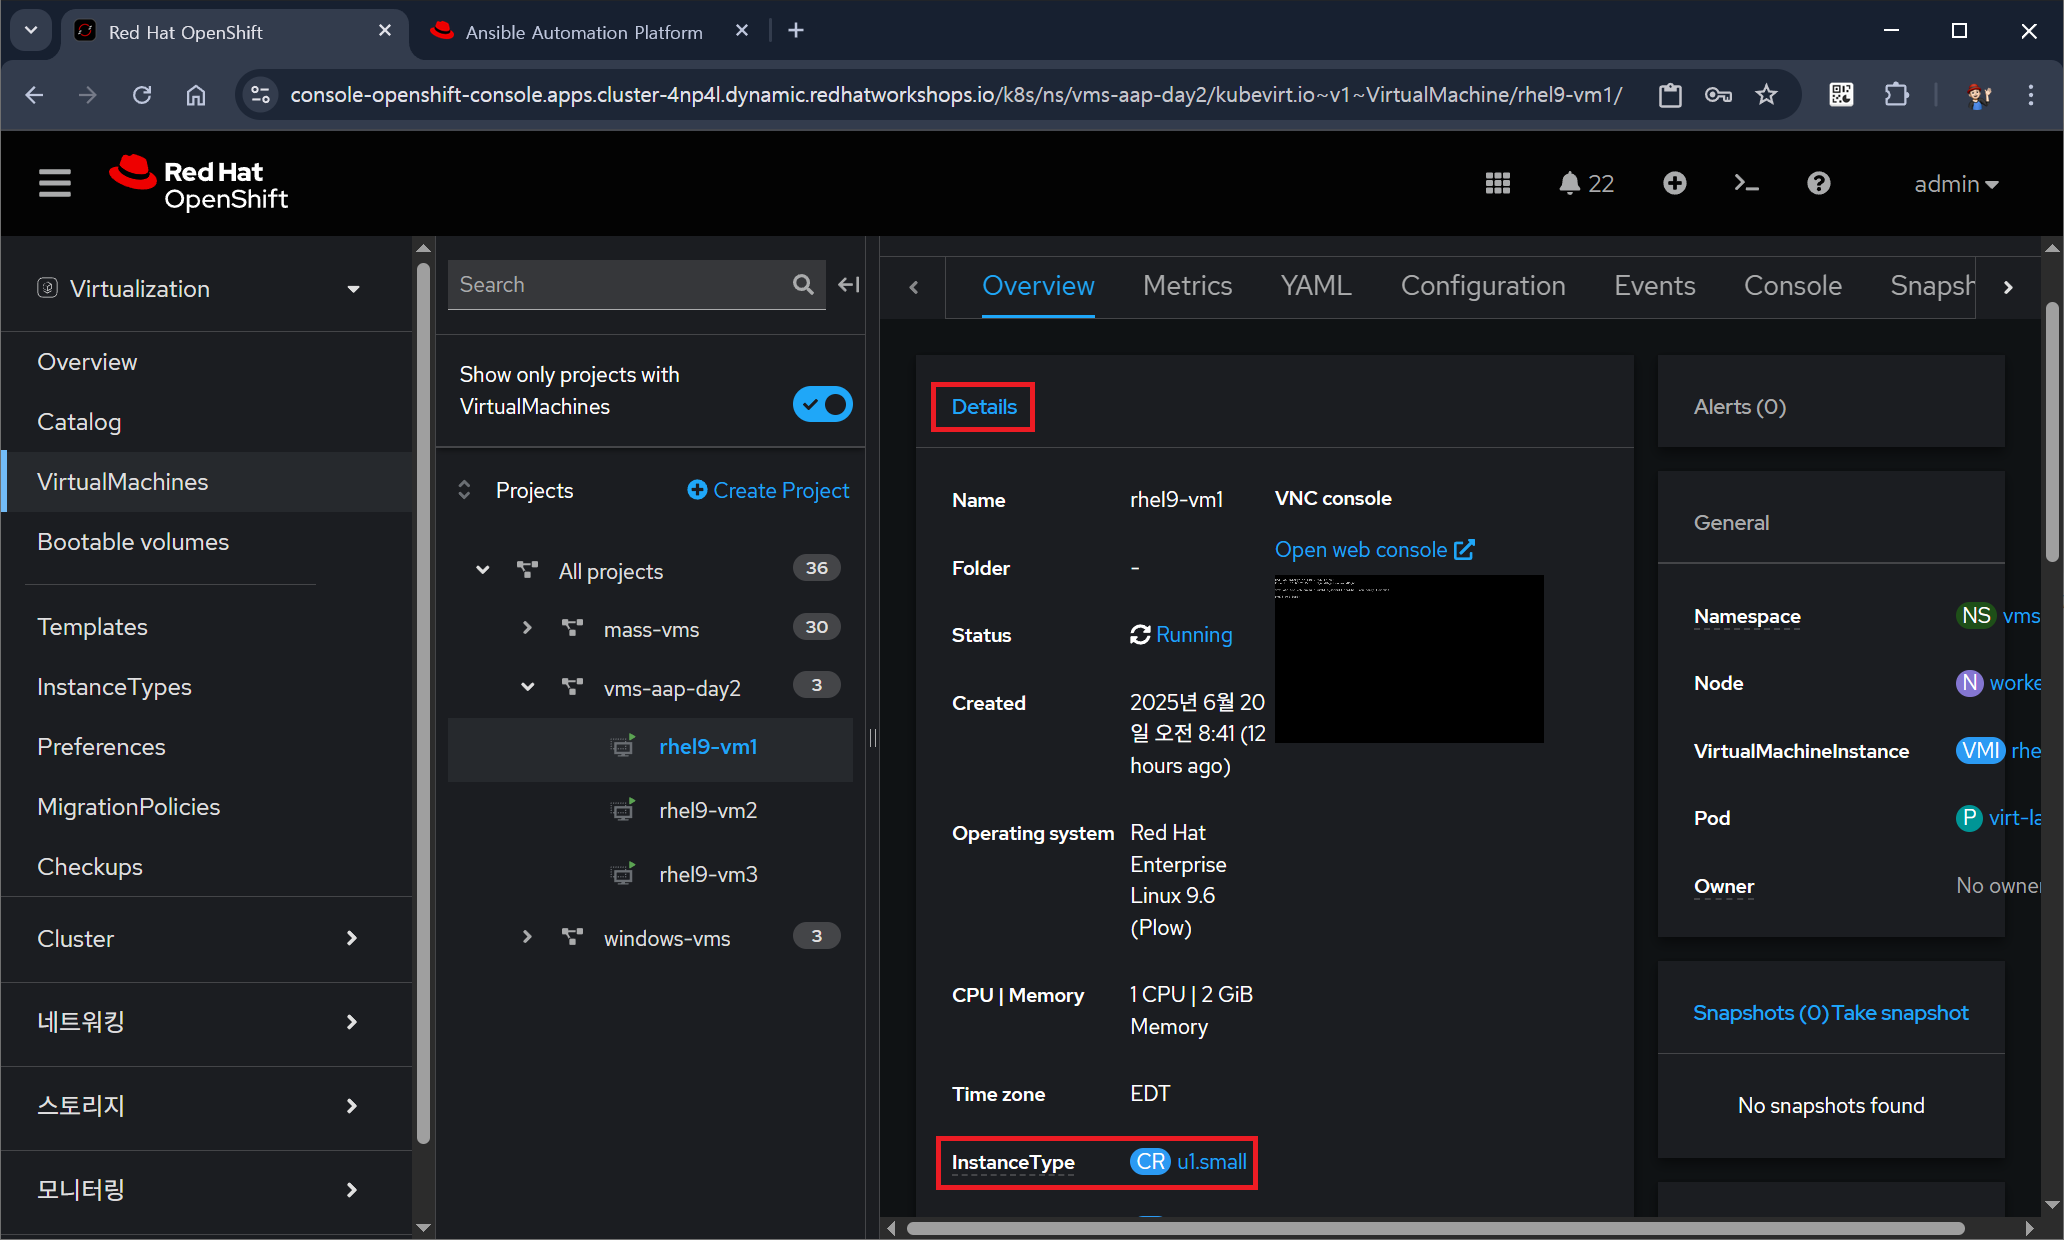 Red Hat OpenShift
Ansible Automation Platform
console-openshift-console.apps.cluster-4np4l.dynamic.redhatworkshops.io/k8s/ns/vms-aap-day2/kubevirt.io~v1~VirtualMachine/rhel9-vm1/
Red Hat
OpenShift
22
admin
Virtualization
Overview
Catalog
VirtualMachines
Bootable volumes
Templates
InstanceTypes
Preferences
MigrationPolicies
Checkups
Cluster
네트워킹
스토리지
모니터링
Search
Show only projects with
VirtualMachines
Projects
Create Project
All projects 36
mass-vms 30
vms-aap-day2 3
rhel9-vm1
rhel9-vm2
rhel9-vm3
windows-vms 3
Overview Metrics YAML Configuration Events Console Snapsh
Details
Name rhel9-vm1
Folder -
Status Running
Created 2025년 6월 20
일 오전 8:41 (12
hours ago)
Operating system Red Hat
Enterprise
Linux 9.6
(Plow)
CPU | Memory 1 CPU | 2 GiB
Memory
Time zone EDT
InstanceType CR u1.small
VNC console
Open web console
Alerts (0)
General
Namespace NS vms
Node N worke
VirtualMachineInstance VMI rhe
Pod P virt-la
Owner No owner
Snapshots (0) Take snapshot
No snapshots found